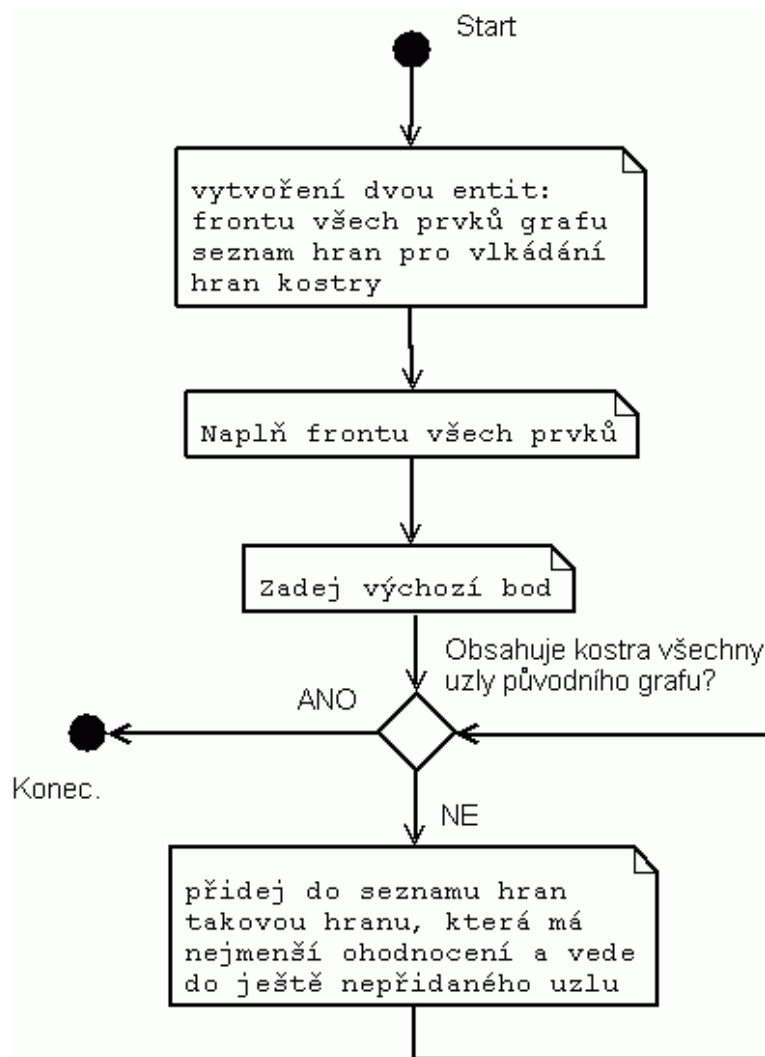 Start
vytvoření dvou entit:
frontu všech prvků grafu
seznam hran pro vlkádání
hran kostry
Naplň frontu všech prvků
Zadej výchozí bod
Obsahuje kostra všechny
uzly původního grafu?
ANO
Konec.
NE
přidej do seznamu hran
takovou hranu, která má
nejmenší ohodnocení a vede
do ještě nepřidaného uzlu